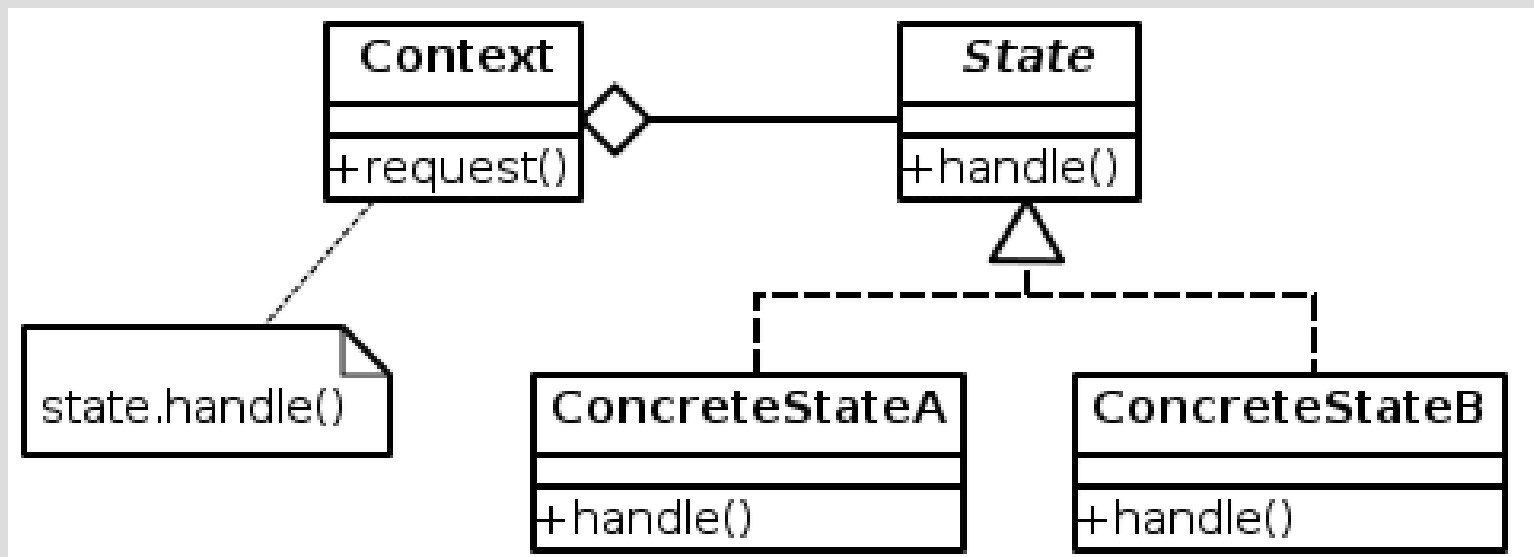 Context
+request()
State
+handle()
state.handle()
ConcreteStateA
+handle()
ConcreteStateB
+handle()